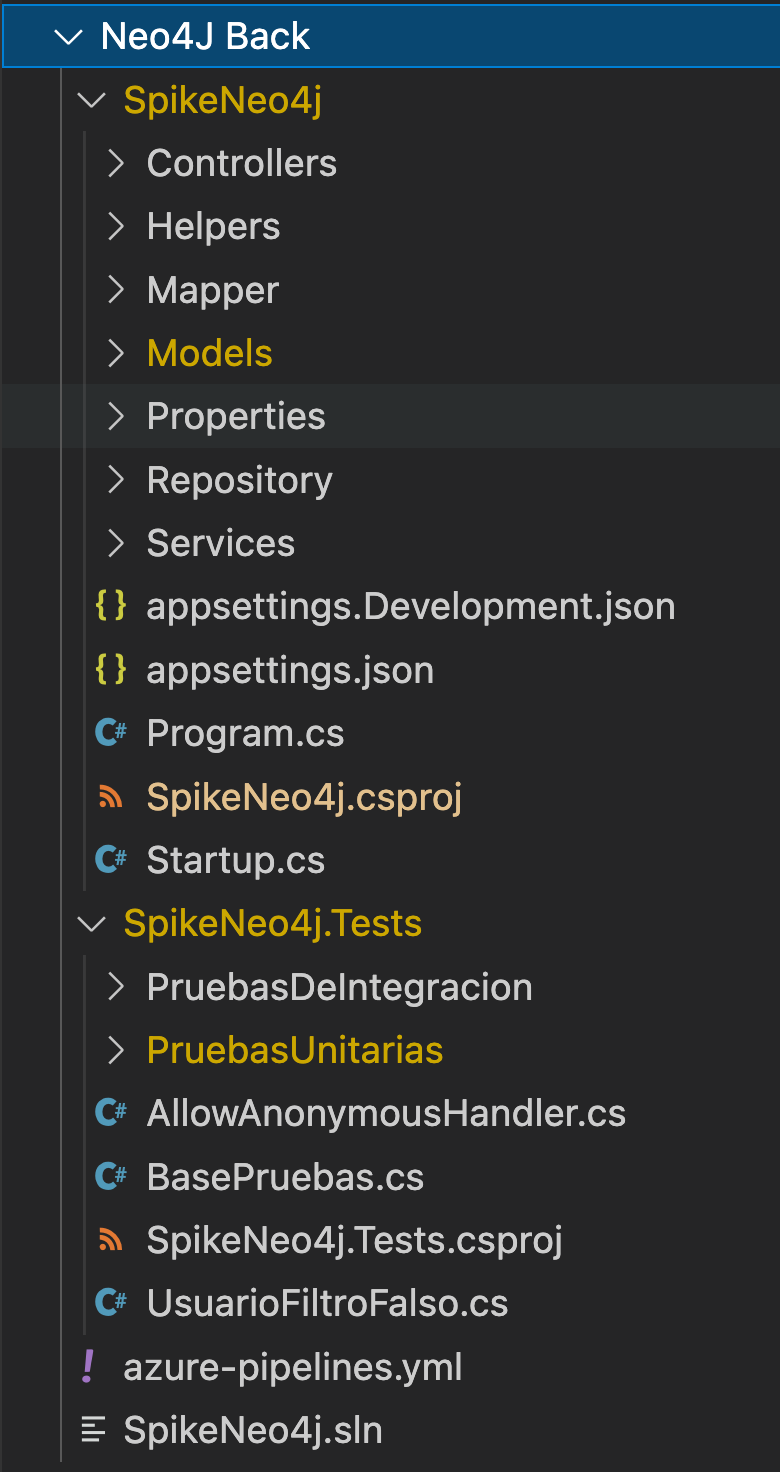 Neo4J Back
SpikeNeo4j
Controllers
Helpers
Mapper
Models
Properties
Repository
Services
{} appsettings.Development.json
{} appsettings.json
C# Program.cs
SpikeNeo4j.csproj
C# Startup.cs
SpikeNeo4j.Tests
PruebasDeIntegracion
PruebasUnitarias
C# AllowAnonymousHandler.cs
C# BasePruebas.cs
SpikeNeo4j.Tests.csproj
C# UsuarioFiltroFalso.cs
! azure-pipelines.yml
SpikeNeo4j.sln